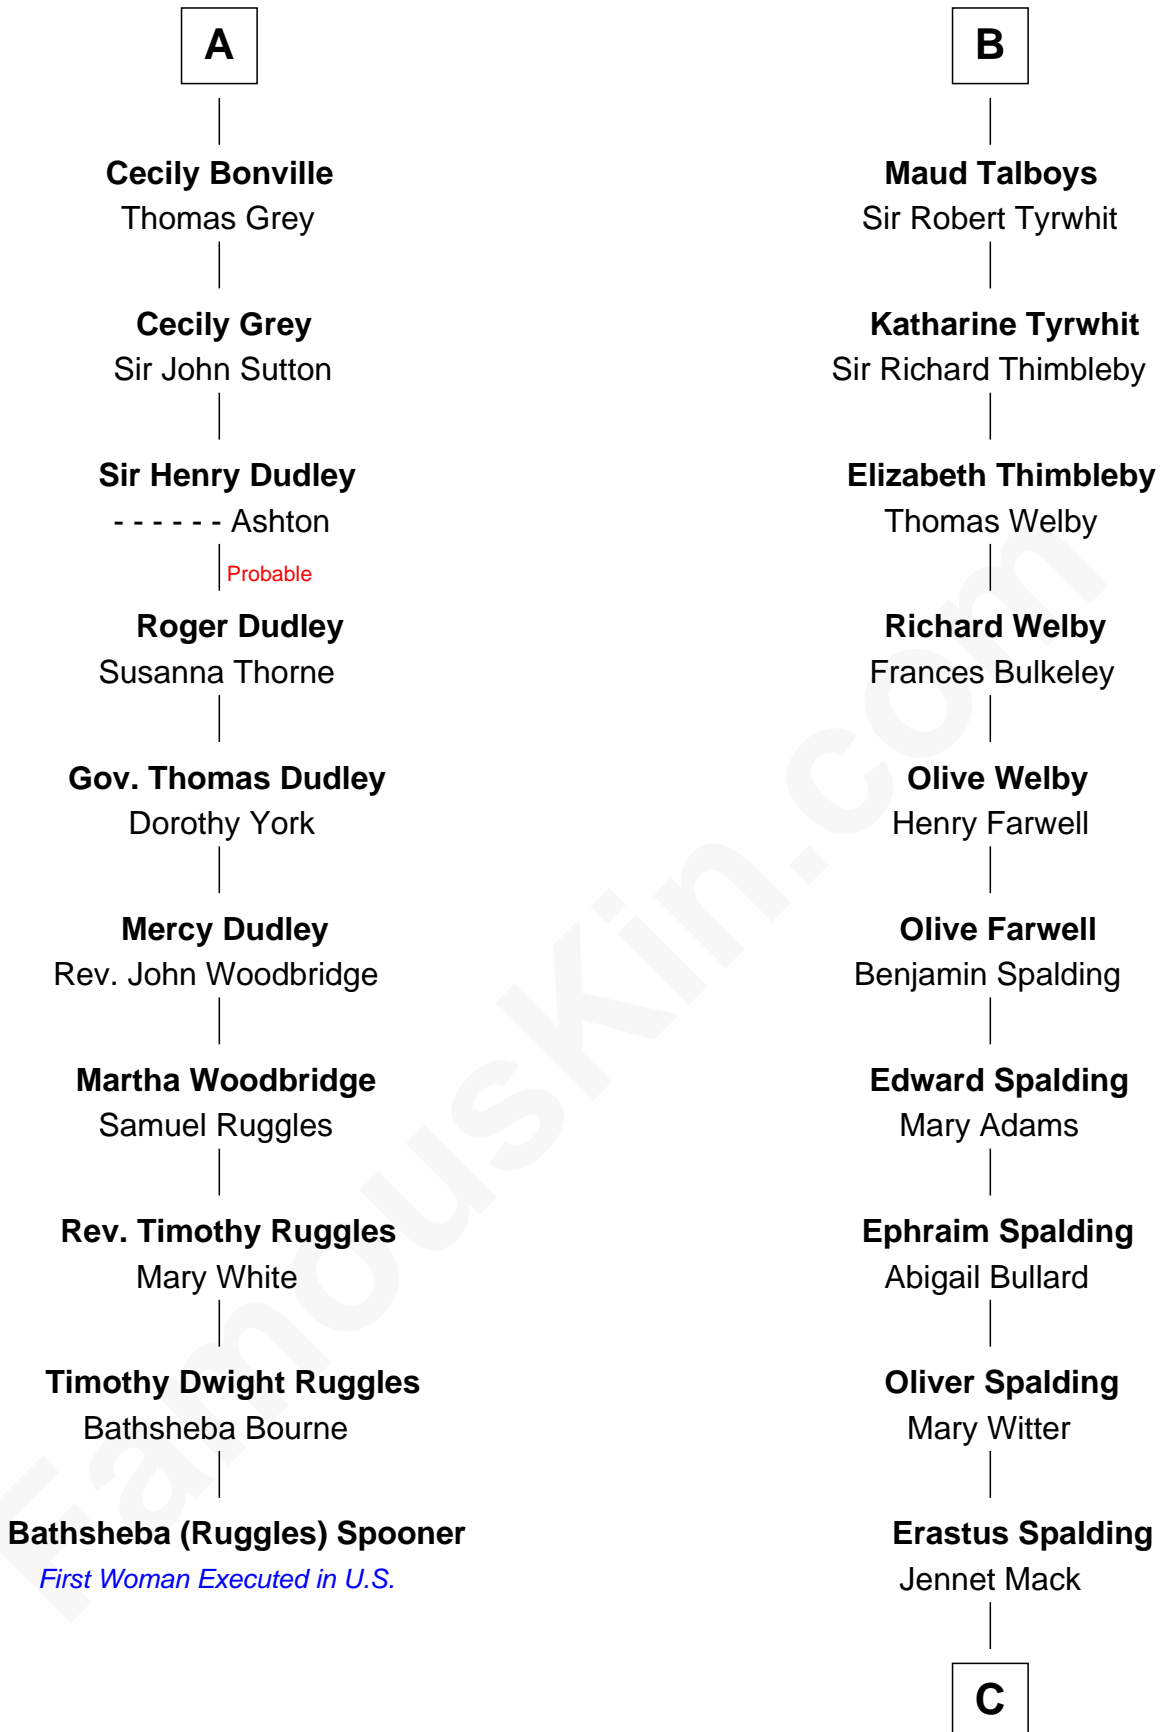 A
Cecily Bonville
Thomas Grey
Cecily Grey
Sir John Sutton
Sir Henry Dudley
- - - - - - Ashton
Probable
Roger Dudley
Susanna Thorne
Gov. Thomas Dudley
Dorothy York
Mercy Dudley
Rev. John Woodbridge
Martha Woodbridge
Samuel Ruggles
Rev. Timothy Ruggles
Mary White
Timothy Dwight Ruggles
Bathsheba Bourne
Bathsheba (Ruggles) Spooner
First Woman Executed in U.S.
B
Maud Talboys
Sir Robert Tyrwhit
Katharine Tyrwhit
Sir Richard Thimbleby
Elizabeth Thimbleby
Thomas Welby
Richard Welby
Frances Bulkeley
Olive Welby
Henry Farwell
Olive Farwell
Benjamin Spalding
Edward Spalding
Mary Adams
Ephraim Spalding
Abigail Bullard
Oliver Spalding
Mary Witter
Erastus Spalding
Jennet Mack
C
FamousKin.com